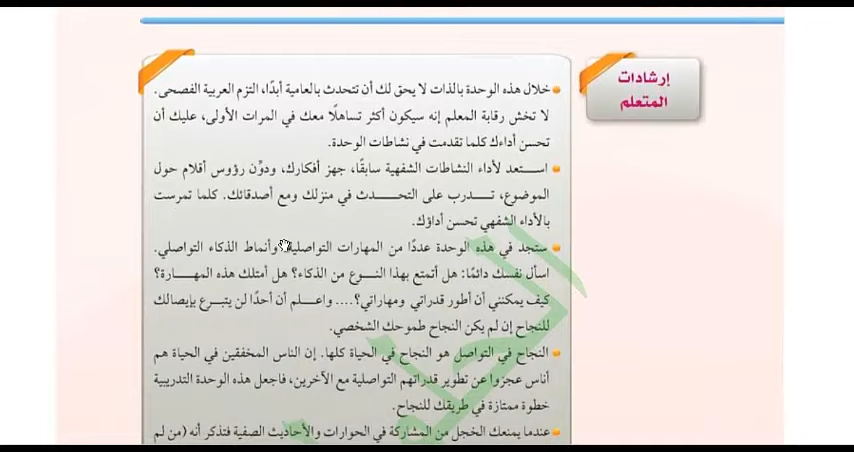 إرشادات
المتعلم
خلال هذه الوحدة بالذات لا يحق لك أن تتحدث بالعامية أبدًا، التزم العربية الفصحى.
لا تخش رقابة المعلم إنه سيكون أكثر تساهلًا معك في المرات الأولى، عليك أن
تحسن أداءك كلما تقدمت في نشاطات الوحدة.
استعد لأداء النشاطات الشفهية سابقًا، جهز أفكارك، ودوِّن رؤوس أقلام حول
الموضوع، تدرب على التحدث في منزلك ومع أصدقائك. كلما تمرست
بالأداء الشفهي تحسن أداؤك.
ستجد في هذه الوحدة عددًا من المهارات التواصلية وأنماط الذكاء التواصلي.
اسأل نفسك دائمًا: هل أتمتع بهذا النوع من الذكاء؟ هل أمتلك هذه المهارة؟
كيف يمكنني أن أطور قدراتي ومهاراتي؟.... واعلم أن أحدًا لن يتبرع بإيصالك
للنجاح إن لم يكن النجاح طموحك الشخصي.
النجاح في التواصل هو النجاح في الحياة كلها. إن الناس المخفقين في الحياة هم
أناس عجزوا عن تطوير قدراتهم التواصلية مع الآخرين، فاجعل هذه الوحدة التدريبية
خطوة ممتازة في طريقك للنجاح.
عندما يمنعك الخجل من المشاركة في الحوارات والأحاديث الصفية فتذكر أنه (من لم